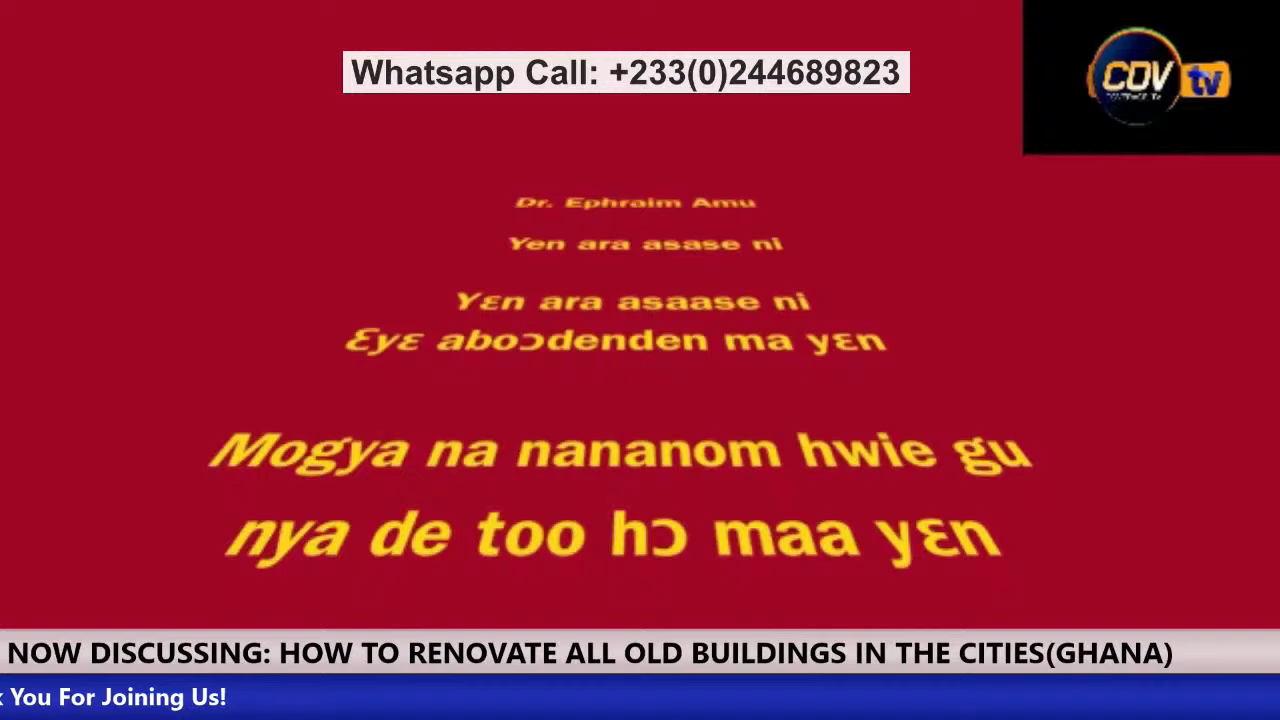 Whatsapp Call: +233(0)244689823
CDV tv
Dr. Ephraim Amu
Yen ara asase ni
Yɛn ara asaase ni
Ɛyɛ aboɔdenden ma yɛn
Mogya na nananom hwie gu
nya de too hɔ maa yɛn
NOW DISCUSSING: HOW TO RENOVATE ALL OLD BUILDINGS IN THE CITIES(GHANA)
You For Joining Us!